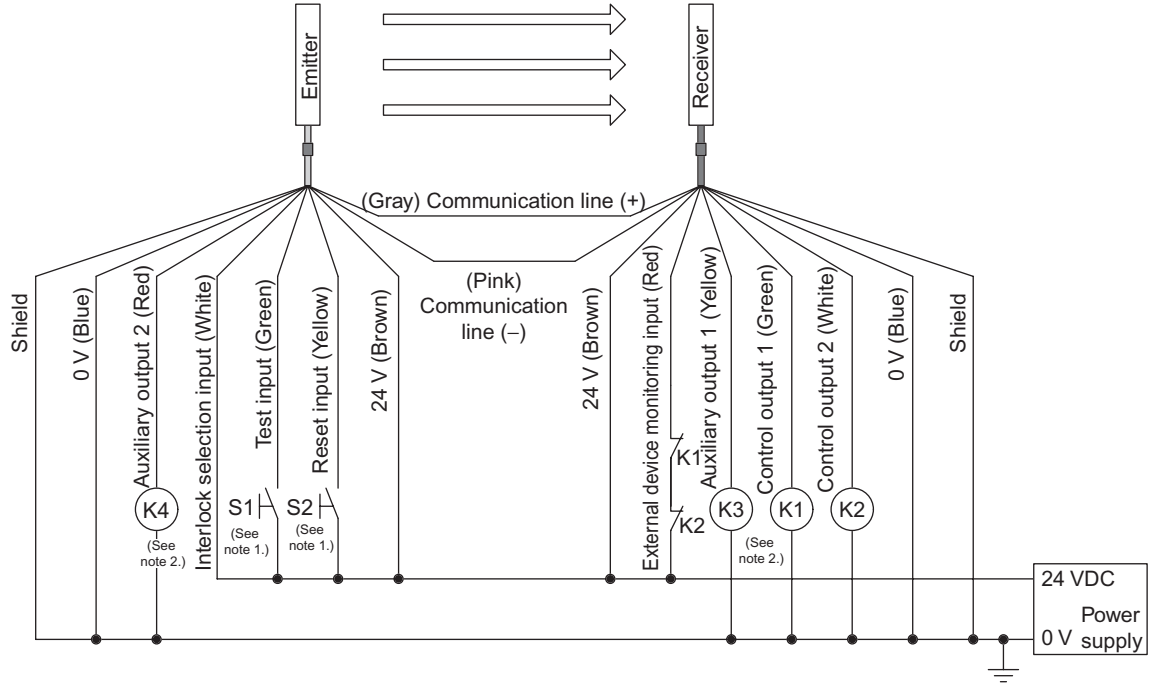 Emitter
Receiver
(Gray) Communication line (+)
(Pink)
Communication
line (−)
Shield
0 V (Blue)
Auxiliary output 2 (Red)
Interlock selection input (White)
Test input (Green)
Reset input (Yellow)
24 V (Brown)
24 V (Brown)
External device monitoring input (Red)
Auxiliary output 1 (Yellow)
Control output 1 (Green)
Control output 2 (White)
0 V (Blue)
Shield
K1
K2
K4
(See
note 2.)
S1
(See
note 1.)
S2
(See
note 1.)
K3
K1
(See
note 2.)
K2
24 VDC
Power
0 V supply